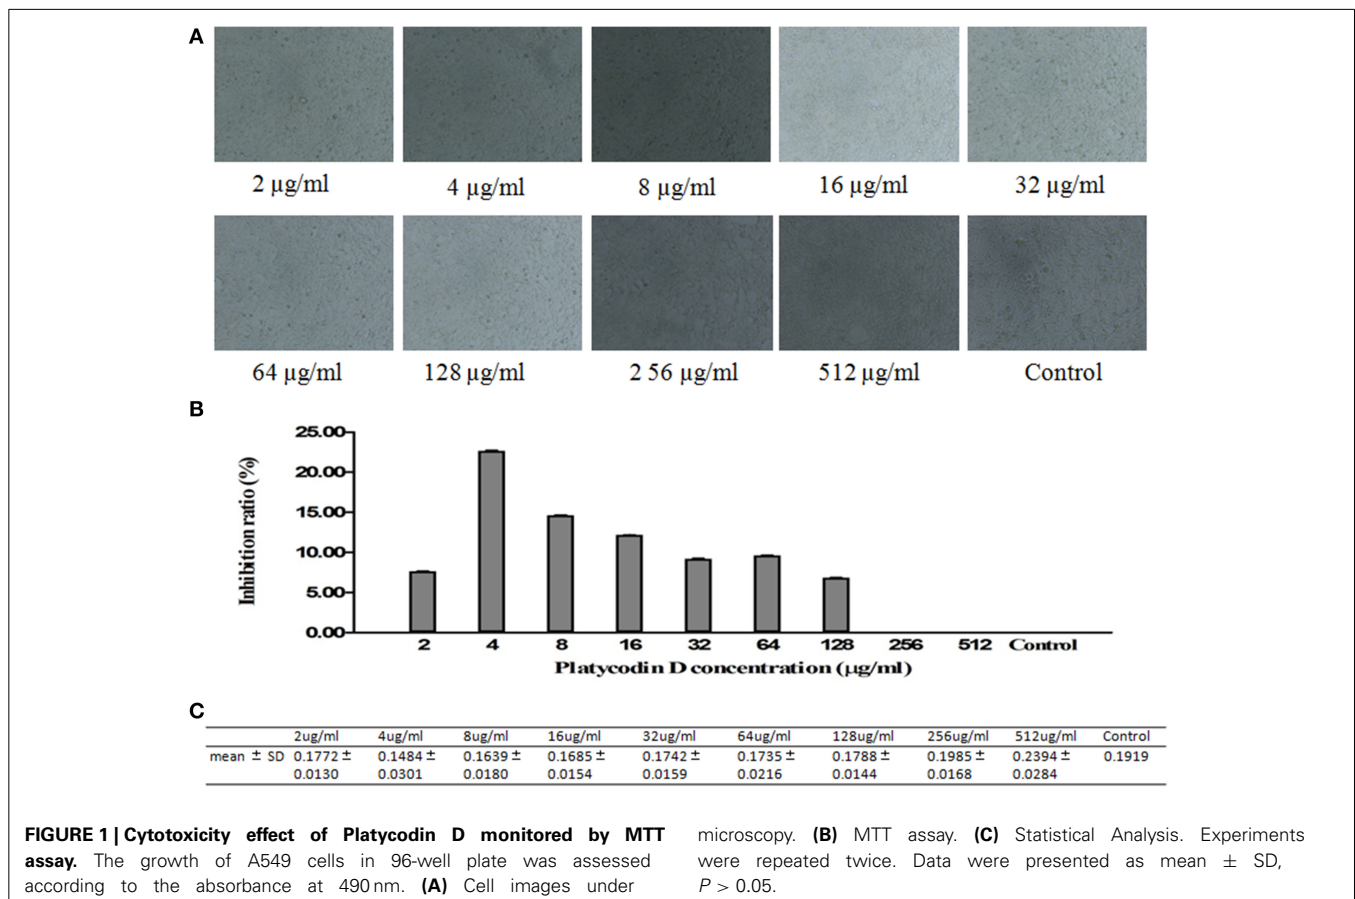 A
2 µg/ml
4 µg/ml
8 µg/ml
16 µg/ml
32 µg/ml
64 µg/ml
128 µg/ml
2 56 µg/ml
512 µg/ml
Control
B
25.00
20.00
15.00
10.00
5.00
0.00
Inhibition ratio (%)
2 4 8 16 32 64 128 256 512 Control
Platycodin D concentration (µg/ml)
C
2ug/ml 4ug/ml 8ug/ml 16ug/ml 32ug/ml 64ug/ml 128ug/ml 256ug/ml 512ug/ml Control
mean ± SD 0.1772 ± 0.1484 ± 0.1639 ± 0.1685 ± 0.1742 ± 0.1735 ± 0.1788 ± 0.1985 ± 0.2394 ± 0.1919
0.0130 0.0301 0.0180 0.0154 0.0159 0.0216 0.0144 0.0168 0.0284
FIGURE 1 | Cytotoxicity effect of Platycodin D monitored by MTT
assay. The growth of A549 cells in 96-well plate was assessed
according to the absorbance at 490 nm. (A) Cell images under
microscopy. (B) MTT assay. (C) Statistical Analysis. Experiments
were repeated twice. Data were presented as mean ± SD,
P > 0.05.